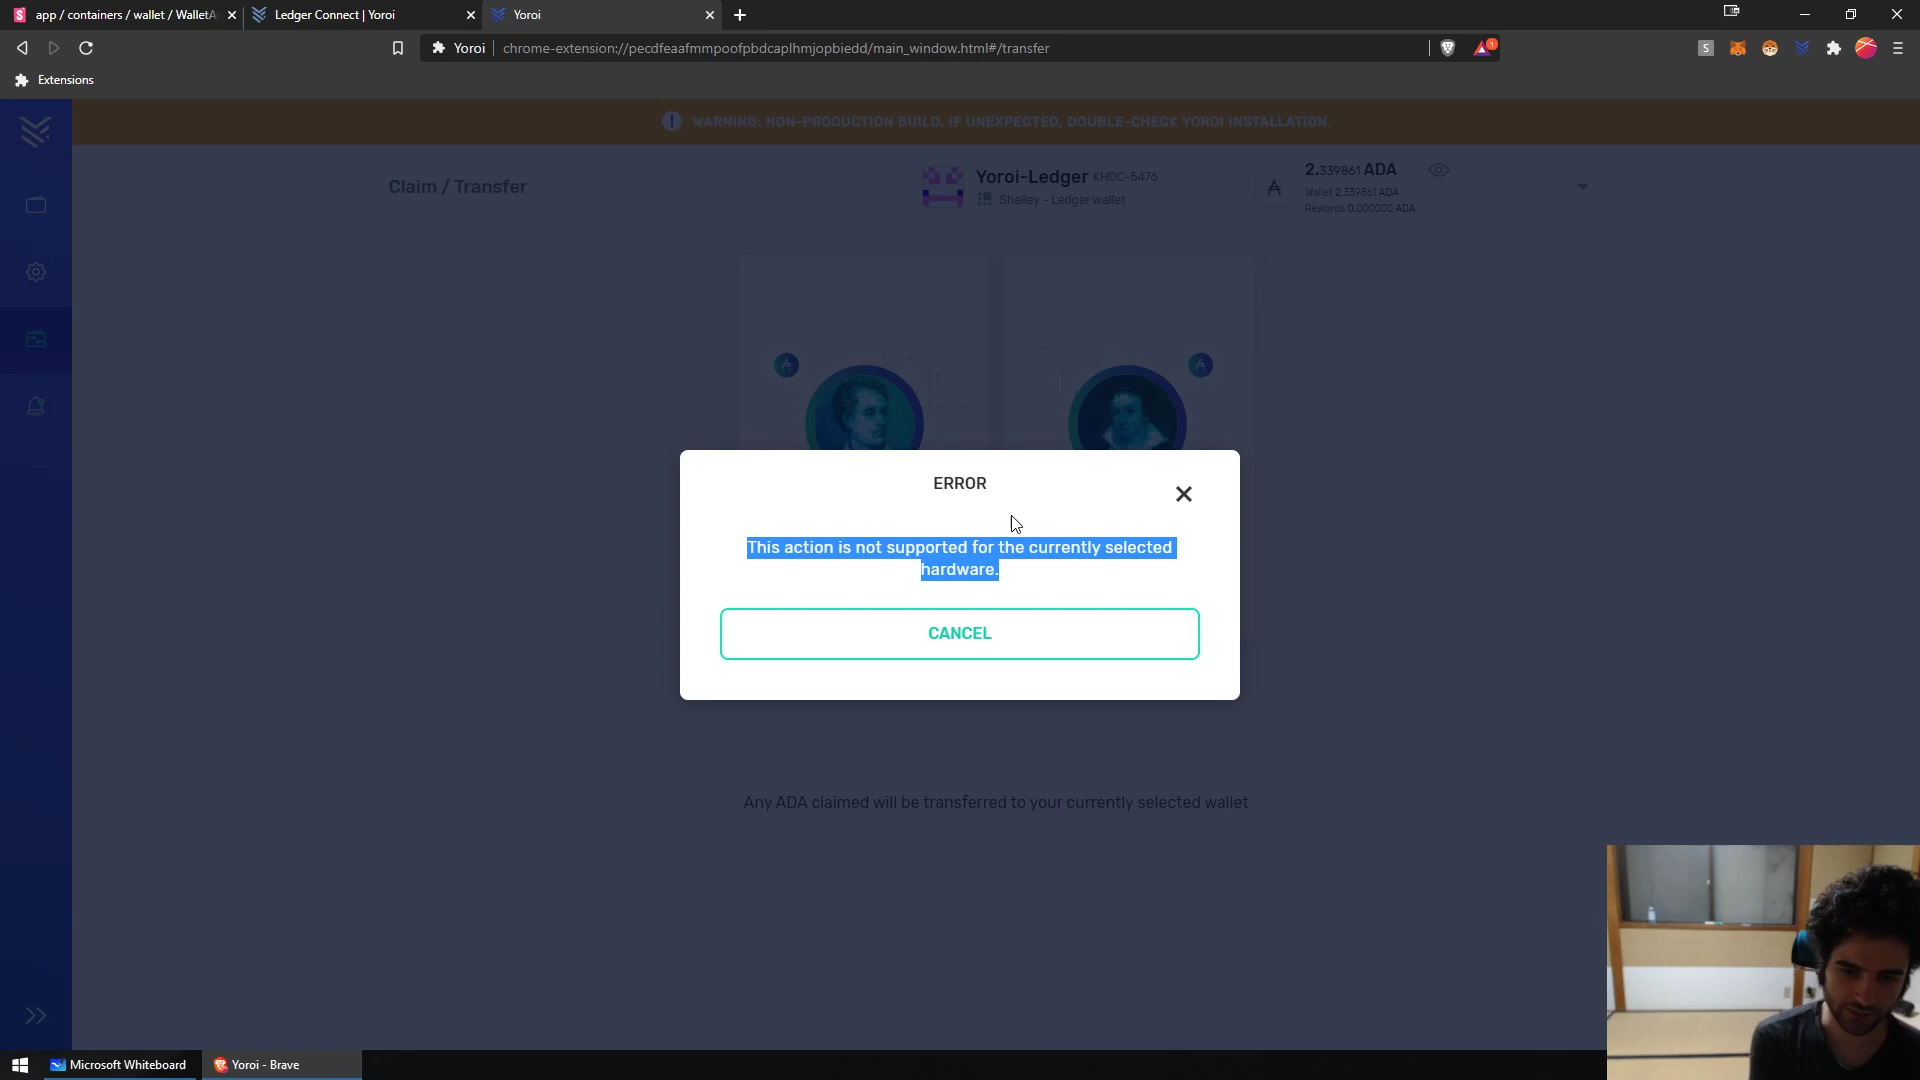 app / containers / wallet / WalletA
Ledger Connect | Yoroi
Yoroi
Yoroi
chrome-extension://pecdfeaafmmpoofpbdcaplhmjopbiedd/main_window.html#/transfer
1
S
Extensions
WARNING: NON-PRODUCTION BUILD. IF UNEXPECTED, DOUBLE-CHECK YOROI INSTALLATION.
Claim / Transfer
Yoroi-Ledger KHDC-5476
Shelley - Ledger wallet
2.339861 ADA
Wallet 2.339861 ADA
Rewards 0.000000 ADA
ERROR
This action is not supported for the currently selected
hardware.
CANCEL
Any ADA claimed will be transferred to your currently selected wallet
Microsoft Whiteboard
Yoroi - Brave